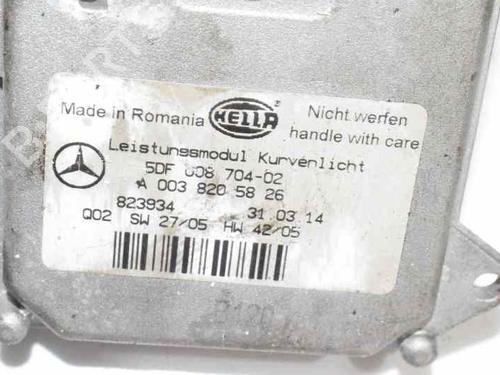 Made in Romania
HELLA
Nicht werfen
handle with care
Leistungsmodul Kurvenlicht
5DF 008 704-02
A 003 820 58 26
823934 31.03.14
Q02 SW 27/05 HW 42/05